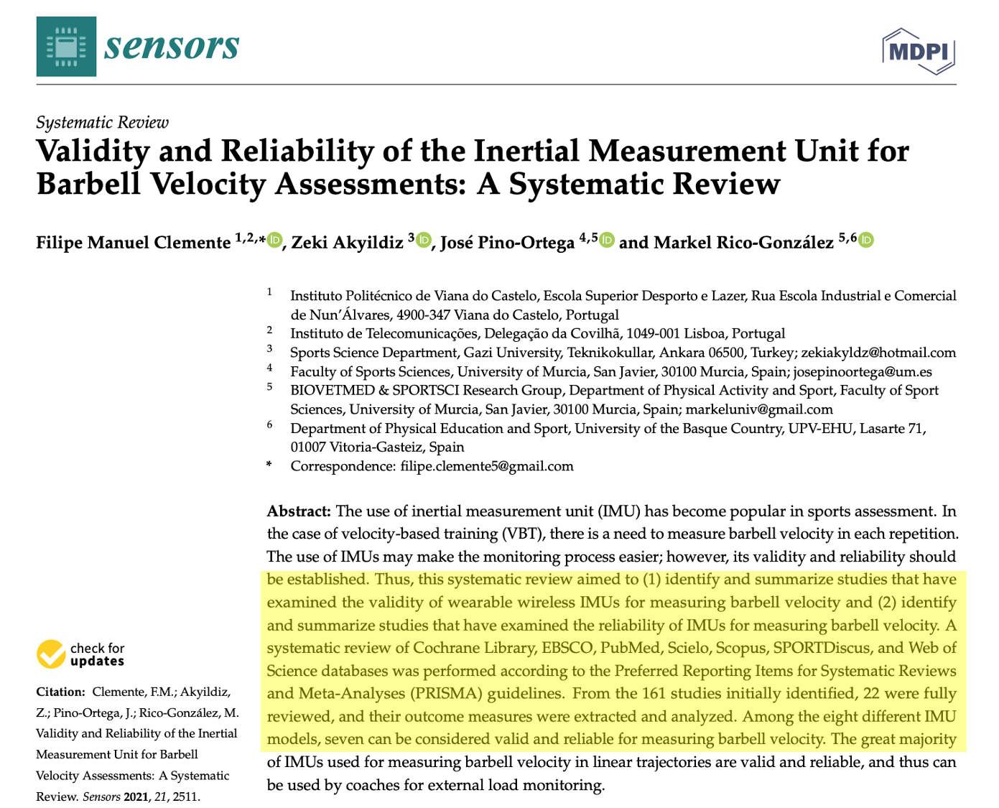 sensors
MDPI
Systematic Review
Validity and Reliability of the Inertial Measurement Unit for
Barbell Velocity Assessments: A Systematic Review
Filipe Manuel Clemente 1,2,* iD, Zeki Akyildiz 3 iD, José Pino-Ortega 4,5 iD and Markel Rico-González 5,6 iD
1 Instituto Politécnico de Viana do Castelo, Escola Superior Desporto e Lazer, Rua Escola Industrial e Comercial
de Nun’Álvares, 4900-347 Viana do Castelo, Portugal
2 Instituto de Telecomunicações, Delegação da Covilhã, 1049-001 Lisboa, Portugal
3 Sports Science Department, Gazi University, Teknikokullar, Ankara 06500, Turkey; zekiakyldz@hotmail.com
4 Faculty of Sports Sciences, University of Murcia, San Javier, 30100 Murcia, Spain; josepinoortega@um.es
5 BIOVETMED & SPORTSCI Research Group, Department of Physical Activity and Sport, Faculty of Sport
Sciences, University of Murcia, San Javier, 30100 Murcia, Spain; markeluniv@gmail.com
6 Department of Physical Education and Sport, University of the Basque Country, UPV-EHU, Lasarte 71,
01007 Vitoria-Gasteiz, Spain
* Correspondence: filipe.clemente5@gmail.com
Abstract: The use of inertial measurement unit (IMU) has become popular in sports assessment. In
the case of velocity-based training (VBT), there is a need to measure barbell velocity in each repetition.
The use of IMUs may make the monitoring process easier; however, its validity and reliability should
be established. Thus, this systematic review aimed to (1) identify and summarize studies that have
examined the validity of wearable wireless IMUs for measuring barbell velocity and (2) identify
and summarize studies that have examined the reliability of IMUs for measuring barbell velocity. A
systematic review of Cochrane Library, EBSCO, PubMed, Scielo, Scopus, SPORTDiscus, and Web of
Science databases was performed according to the Preferred Reporting Items for Systematic Reviews
and Meta-Analyses (PRISMA) guidelines. From the 161 studies initially identified, 22 were fully
reviewed, and their outcome measures were extracted and analyzed. Among the eight different IMU
models, seven can be considered valid and reliable for measuring barbell velocity. The great majority
of IMUs used for measuring barbell velocity in linear trajectories are valid and reliable, and thus can
be used by coaches for external load monitoring.
check for
updates
Citation: Clemente, F.M.; Akyildiz,
Z.; Pino-Ortega, J.; Rico-González, M.
Validity and Reliability of the Inertial
Measurement Unit for Barbell
Velocity Assessments: A Systematic
Review. Sensors 2021, 21, 2511.